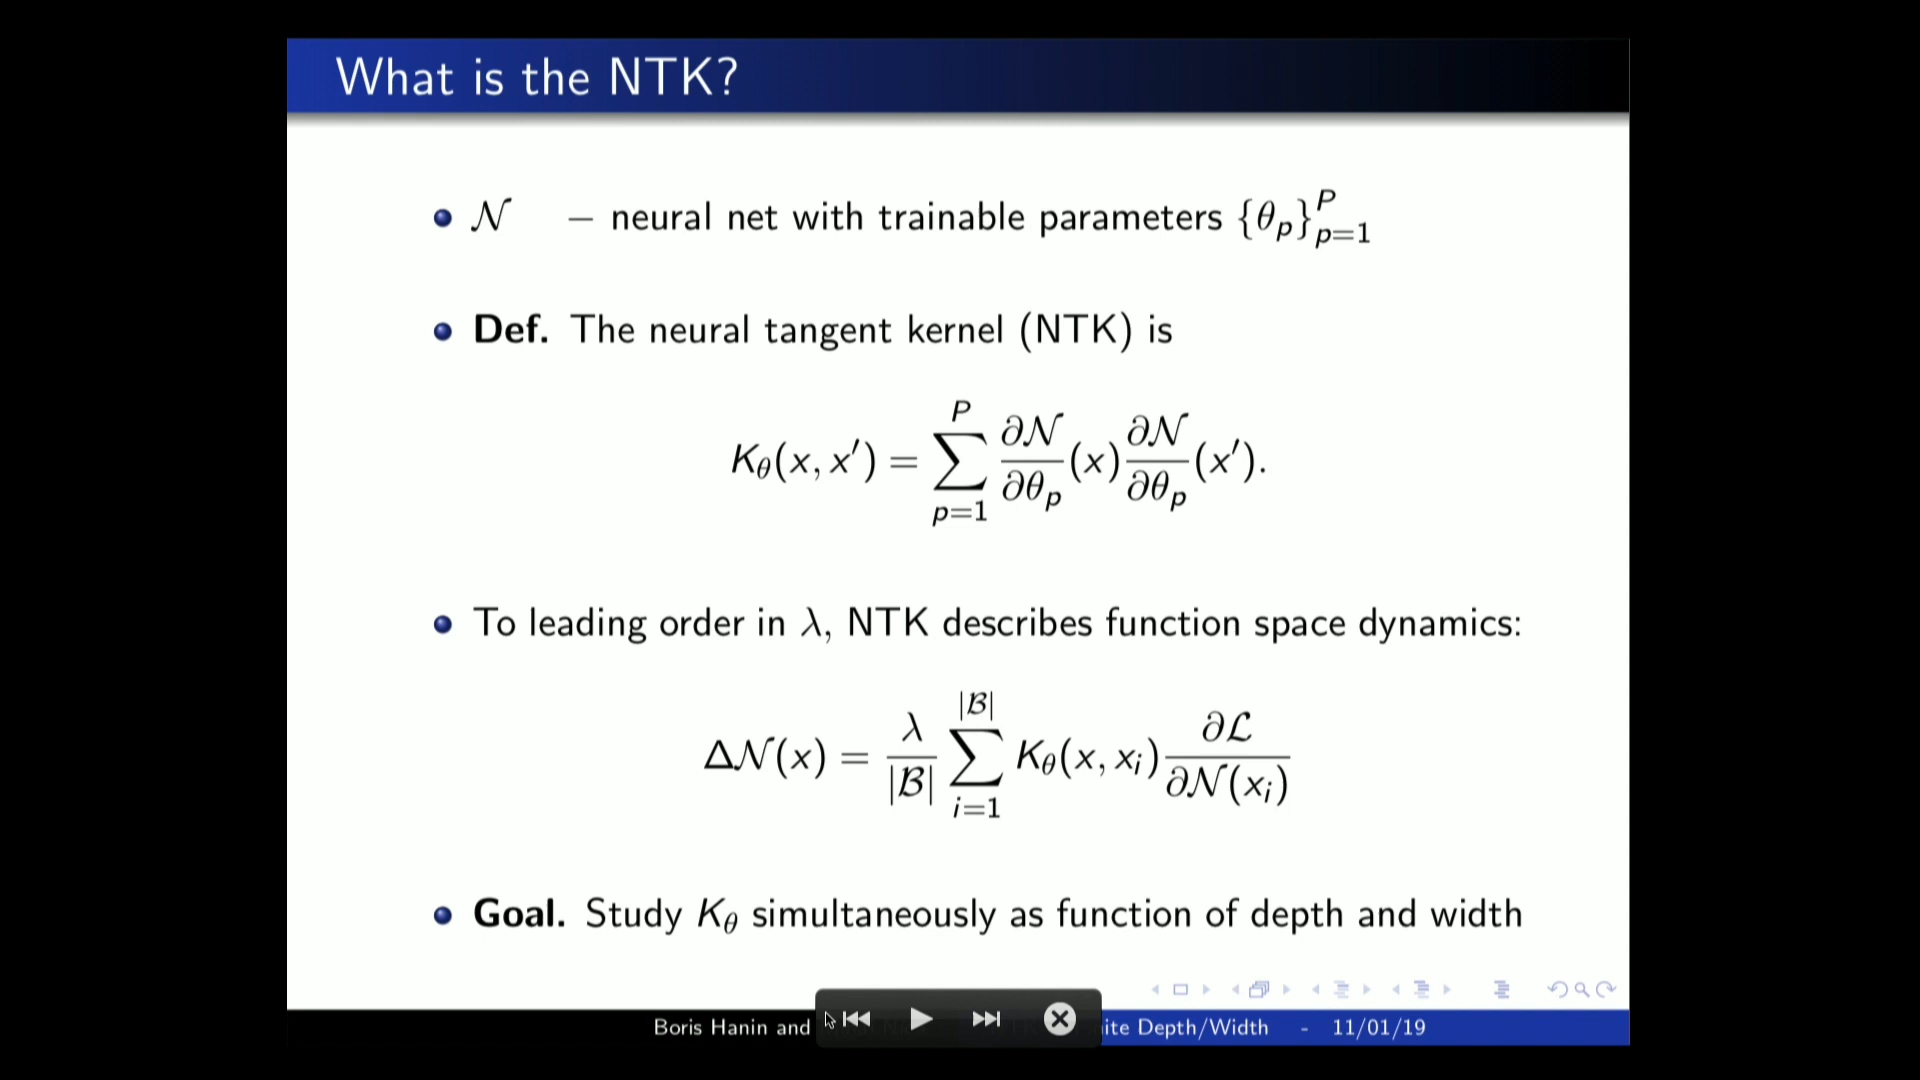 What is the NTK?
• 𝒩 – neural net with trainable parameters {θ_p}_{p=1}^P
• Def. The neural tangent kernel (NTK) is
K_θ(x, x′) = ∑_{p=1}^P ∂𝒩/∂θ_p (x) ∂𝒩/∂θ_p (x′).
• To leading order in λ, NTK describes function space dynamics:
Δ𝒩(x) = λ/|ℬ| ∑_{i=1}^{|ℬ|} K_θ(x, x_i) ∂ℒ/∂𝒩(x_i)
• Goal. Study K_θ simultaneously as function of depth and width
Boris Hanin and Depth/Width - 11/01/19